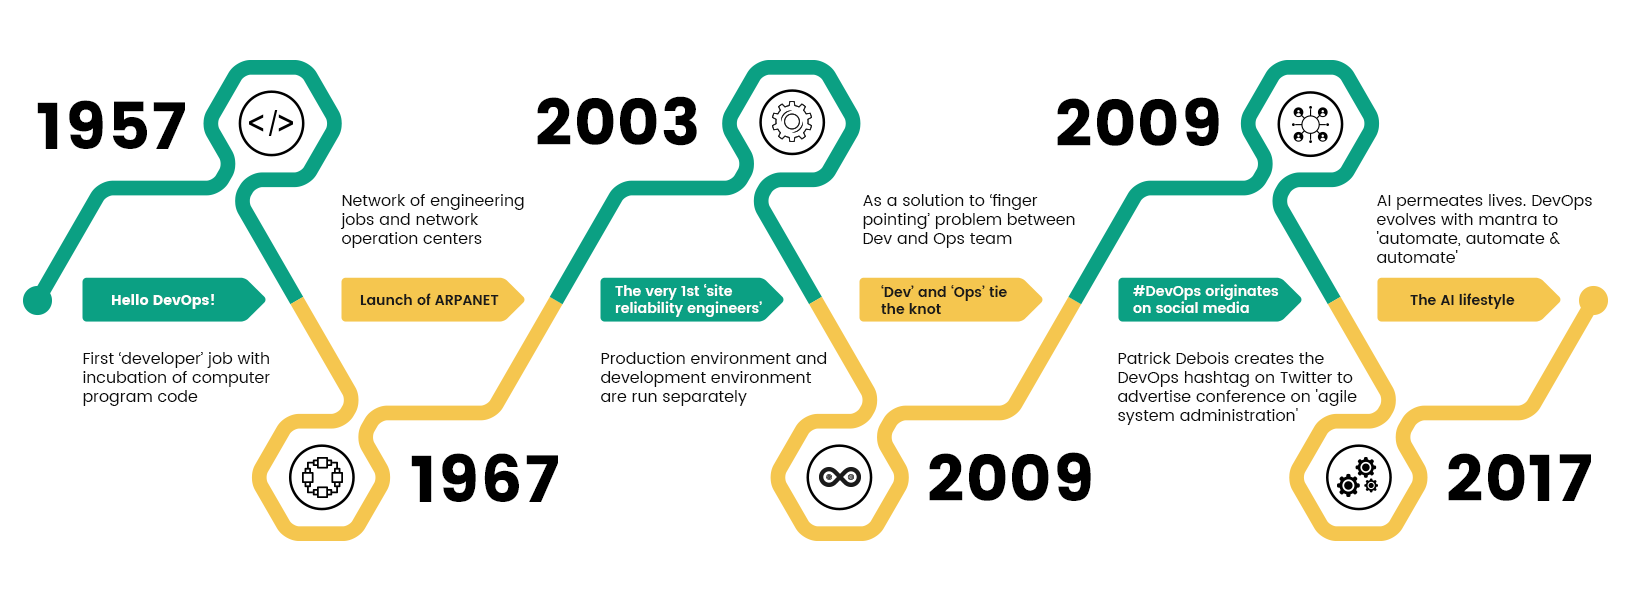 1957
</>
Hello DevOps!
First ‘developer’ job with
incubation of computer
program code
Network of engineering
jobs and network
operation centers
Launch of ARPANET
1967
2003
The very 1st ‘site
reliability engineers’
Production environment and
development environment
are run separately
As a solution to ‘finger
pointing’ problem between
Dev and Ops team
‘Dev’ and ‘Ops’ tie
the knot
2009
2009
#DevOps originates
on social media
Patrick Debois creates the
DevOps hashtag on Twitter to
advertise conference on 'agile
system administration'
AI permeates lives. DevOps
evolves with mantra to
'automate, automate &
automate'
The AI lifestyle
2017